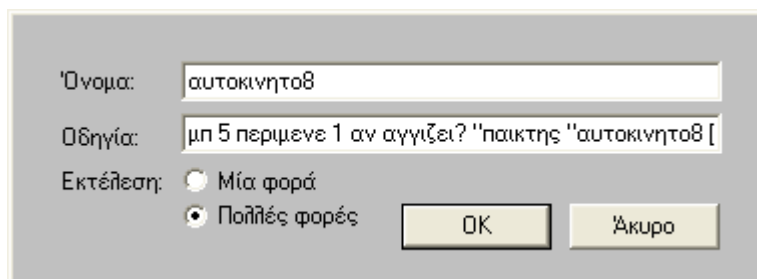 Όνομα: αυτοκινητο8
Οδηγία: μπ 5 περιμενε 1 αν αγγιζει? "παικτης "αυτοκινητο8 [
Εκτέλεση: Μία φορά
Πολλές φορές OK Άκυρο